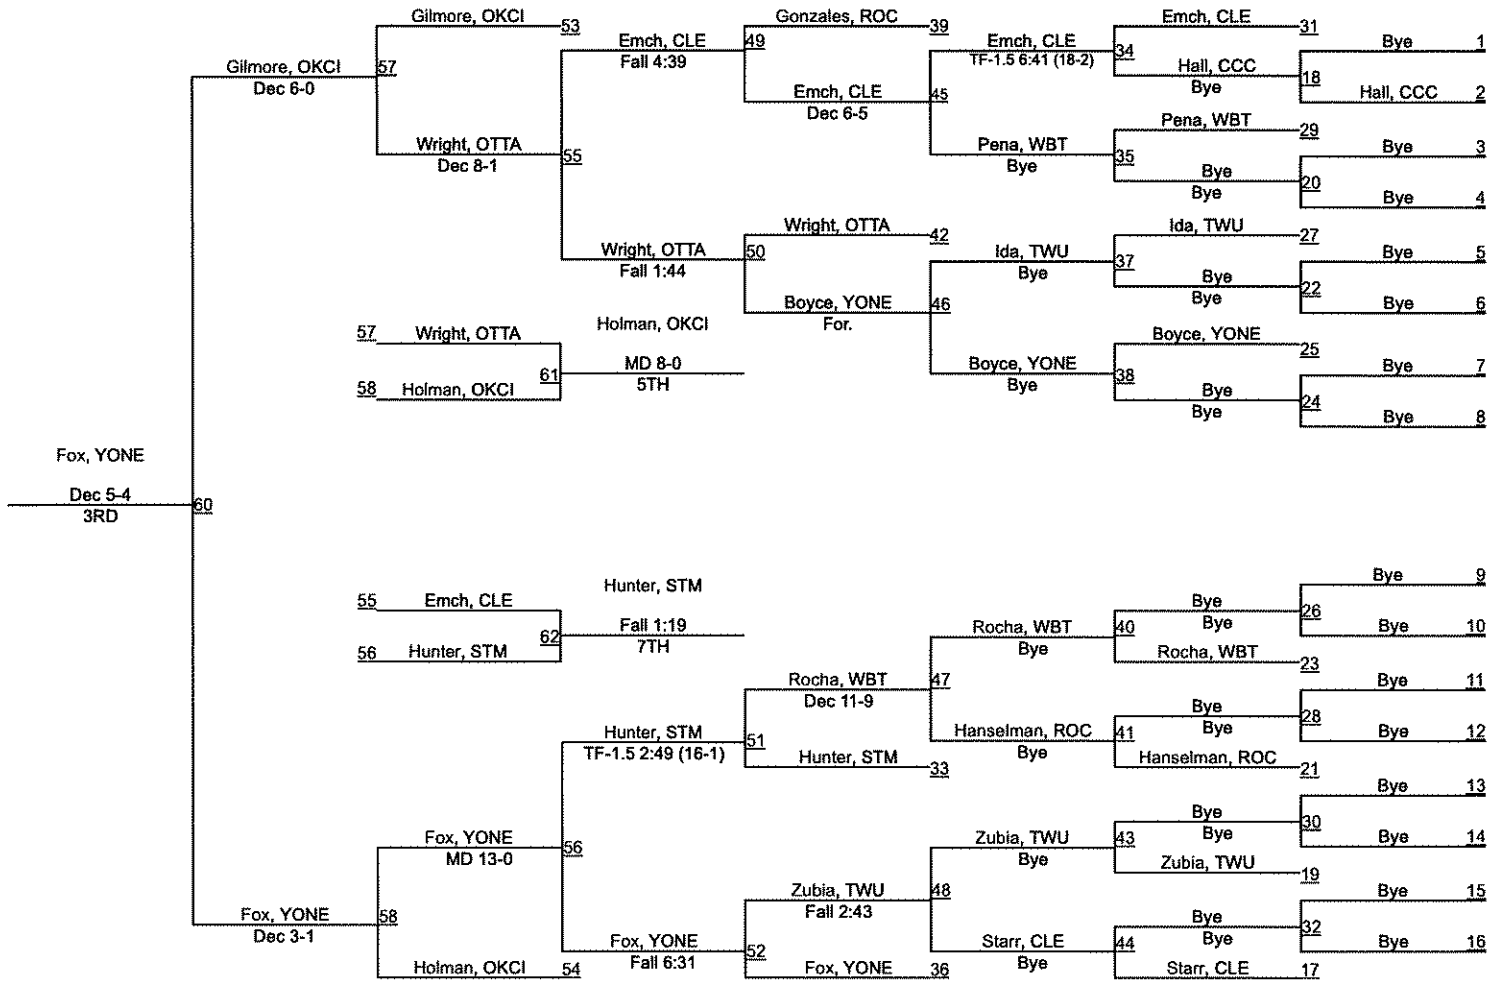 Gilmore, OKCI
53
Gonzales, ROC
39
Emch, CLE
31
Emch, CLE
49
Emch, CLE
34
Bye
1
Fall 4:39
TF-1.5 6:41 (18-2)
Hall, CCC
18
Gilmore, OKCI
57
Bye
Hall, CCC
2
Dec 6-0
Emch, CLE
45
Dec 6-5
Pena, WBT
29
Wright, OTTA
55
Pena, WBT
35
Bye
3
Dec 8-1
Bye
Bye
20
Bye
Bye
4
Wright, OTTA
42
Ida, TWU
27
Wright, OTTA
50
Ida, TWU
37
Bye
5
Fall 1:44
Bye
Bye
22
Bye
Boyce, YONE
46
Bye
6
For.
57
Wright, OTTA
Holman, OKCI
Boyce, YONE
25
61
MD 8-0
Boyce, YONE
38
Bye
7
58
Holman, OKCI
5TH
Bye
Bye
24
Bye
Bye
8
Fox, YONE
Dec 5-4
60
3RD
Bye
9
Hunter, STM
55
Emch, CLE
Bye
26
62
Fall 1:19
Rocha, WBT
40
Bye
10
56
Hunter, STM
7TH
Bye
Rocha, WBT
23
Rocha, WBT
47
Bye
11
Dec 11-9
Bye
28
Hunter, STM
51
Hanselman, ROC
41
Bye
Bye
12
TF-1.5 2:49 (16-1)
Bye
Hunter, STM
33
Hanselman, ROC
21
Bye
13
Bye
30
Fox, YONE
56
Zubia, TWU
43
Bye
Bye
14
MD 13-0
Bye
Zubia, TWU
19
Zubia, TWU
48
Bye
15
Fall 2:43
Fox, YONE
58
Bye
32
Dec 3-1
Fox, YONE
52
Starr, CLE
44
Bye
Bye
16
Fall 6:31
Bye
Holman, OKCI
54
Fox, YONE
36
Starr, CLE
17